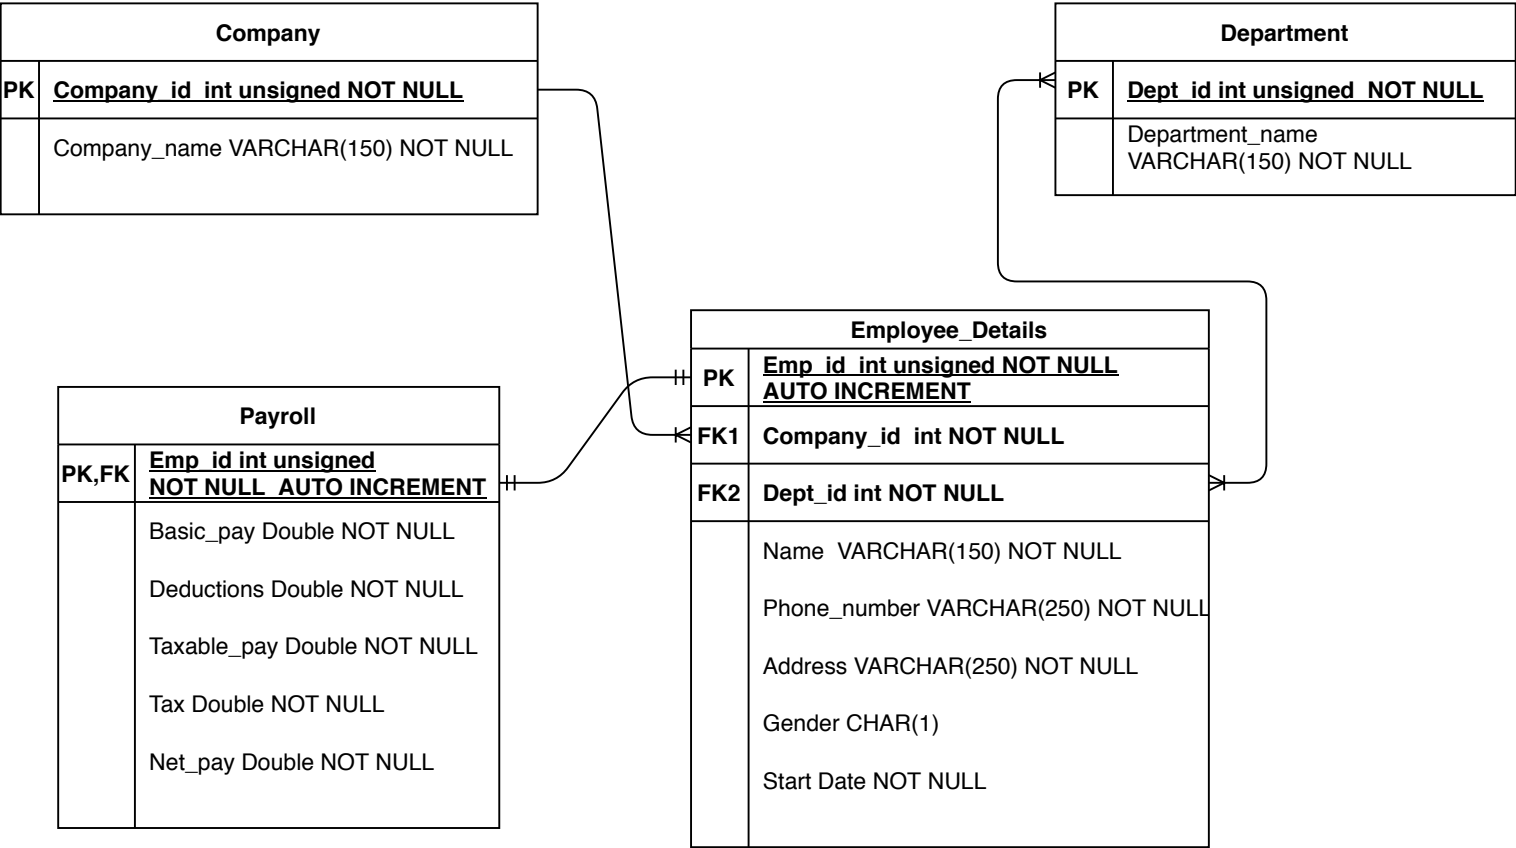 Company
PK Company_id int unsigned NOT NULL
Company_name VARCHAR(150) NOT NULL
Department
PK Dept_id int unsigned NOT NULL
Department_name
VARCHAR(150) NOT NULL
Payroll
PK,FK Emp_id int unsigned
NOT NULL AUTO INCREMENT
Basic_pay Double NOT NULL
Deductions Double NOT NULL
Taxable_pay Double NOT NULL
Tax Double NOT NULL
Net_pay Double NOT NULL
Employee_Details
PK Emp_id int unsigned NOT NULL
AUTO INCREMENT
FK1 Company_id int NOT NULL
FK2 Dept_id int NOT NULL
Name VARCHAR(150) NOT NULL
Phone_number VARCHAR(250) NOT NULL
Address VARCHAR(250) NOT NULL
Gender CHAR(1)
Start Date NOT NULL